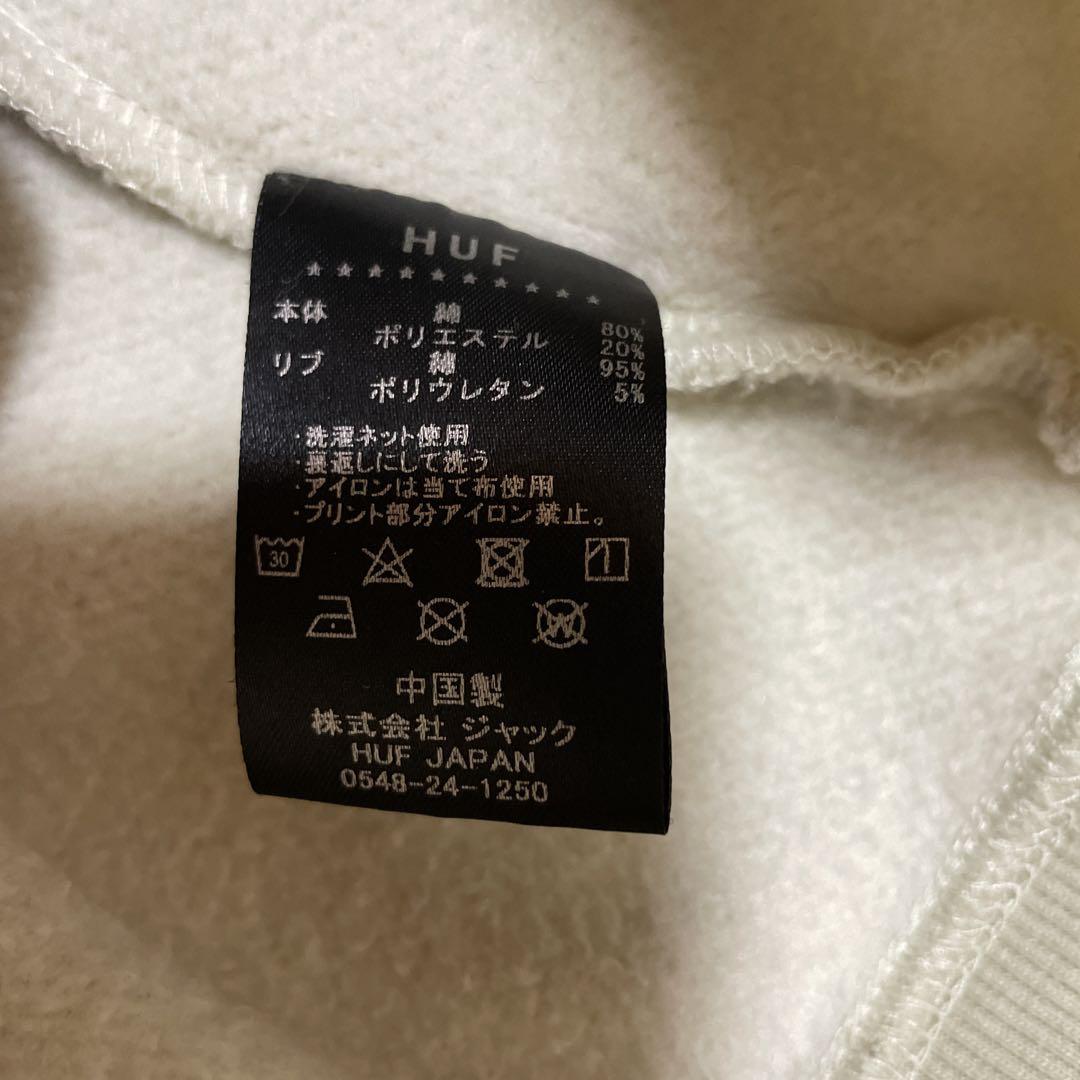 HUF
★★★★★★★★★★
本体 綿 80%
ポリエステル 20%
リブ 綿 95%
ポリウレタン 5%
・洗濯ネット使用
・裏返しにして洗う
・アイロンは当て布使用
・プリント部分アイロン禁止。
30
W
中国製
株式会社 ジャック
HUF JAPAN
0548-24-1250